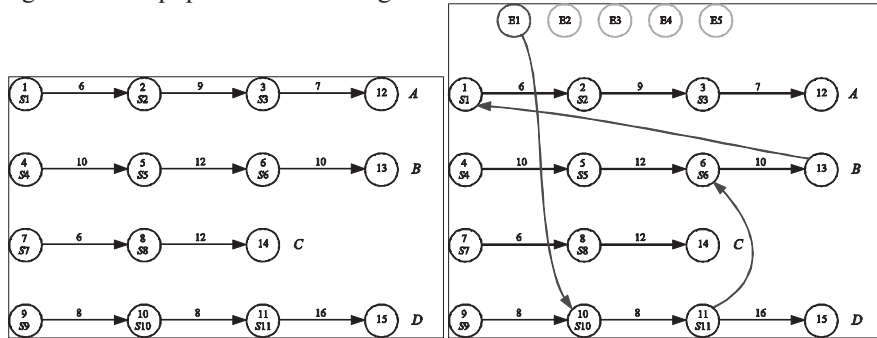 E1 E2 E3 E4 E5
1 6 2 9 3 7 12 A
S1 S2 S3
4 10 5 12 6 10 13 B
S4 S5 S6
7 6 8 12 14 C
S7 S8
9 8 10 8 11 16 15 D
S9 S10 S11
1 6 2 9 3 7 12 A
S1 S2 S3
4 10 5 12 6 10 13 B
S4 S5 S6
7 6 8 12 14 C
S7 S8
9 8 10 8 11 16 15 D
S9 S10 S11